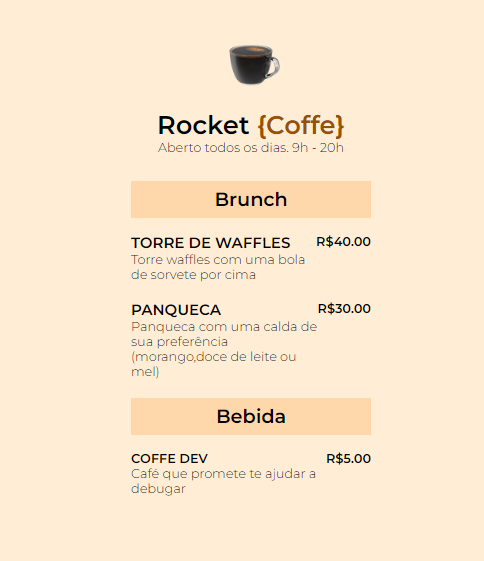 Rocket {Coffe}
Aberto todos os dias. 9h - 20h
Brunch
TORRE DE WAFFLES R$40.00
Torre waffles com uma bola
de sorvete por cima
PANQUECA R$30.00
Panqueca com uma calda de
sua preferência
(morango,doce de leite ou
mel)
Bebida
COFFE DEV R$5.00
Café que promete te ajudar a
debugar